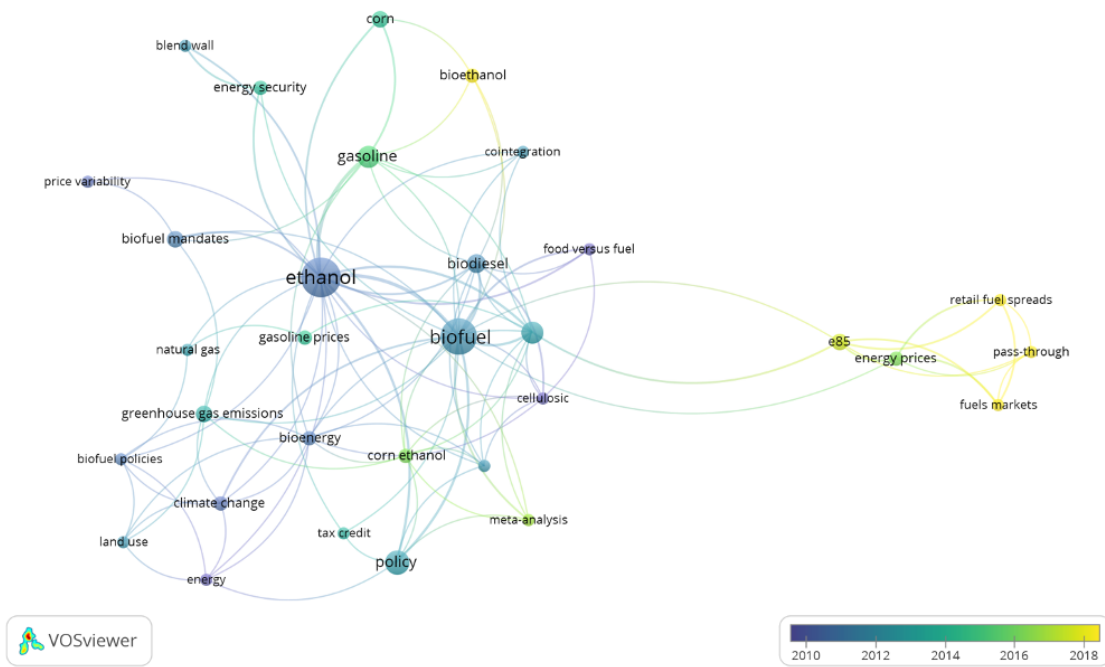 corn
blend wall
bioethanol
energy security
gasoline
cointegration
price variability
biofuel mandates
food versus fuel
biodiesel
ethanol
retail fuel spreads
biofuel
gasoline prices
e85
natural gas
pass-through
energy prices
cellulosic
fuels markets
greenhouse gas emissions
bioenergy
corn ethanol
biofuel policies
climate change
meta-analysis
tax credit
land use
policy
energy
VOSviewer
2010 2012 2014 2016 2018